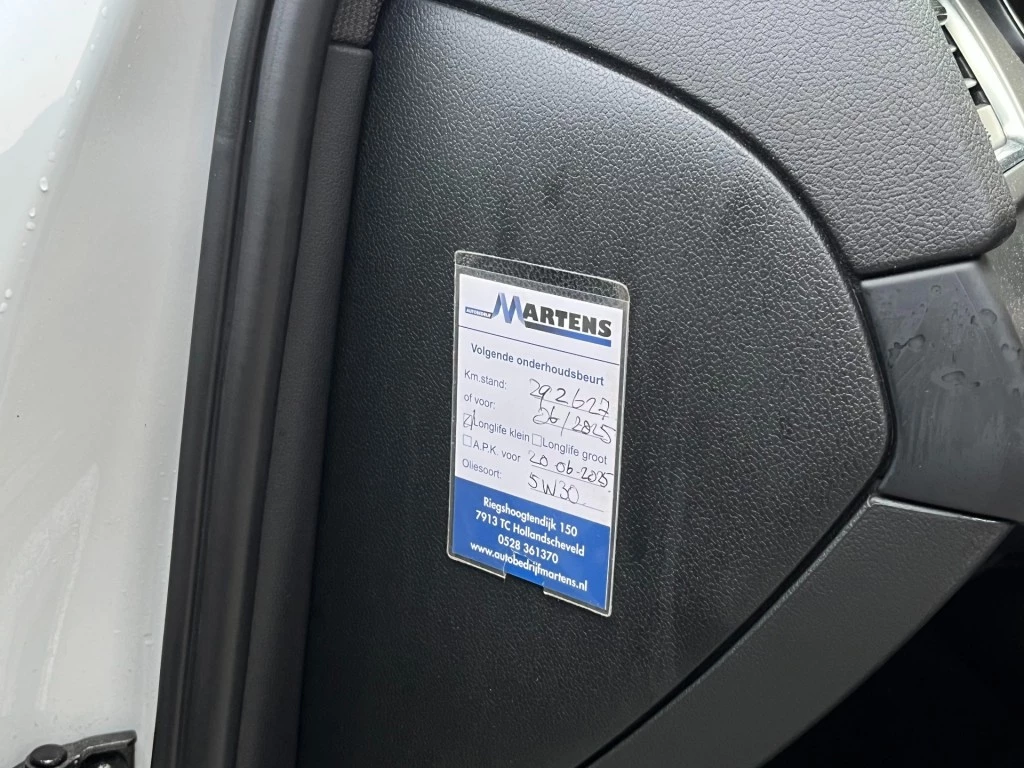 AUTOBEDRIJF MARTENS
Volgende onderhoudsbeurt
Km.stand: 292627
of voor: 06/2025
Longlife klein Longlife groot
A.P.K. voor 20-06-2025.
Oliesoort: 5W30
Riegshoogtendijk 150
7913 TC Hollandscheveld
0528 361370
www.autobedrijfmartens.nl